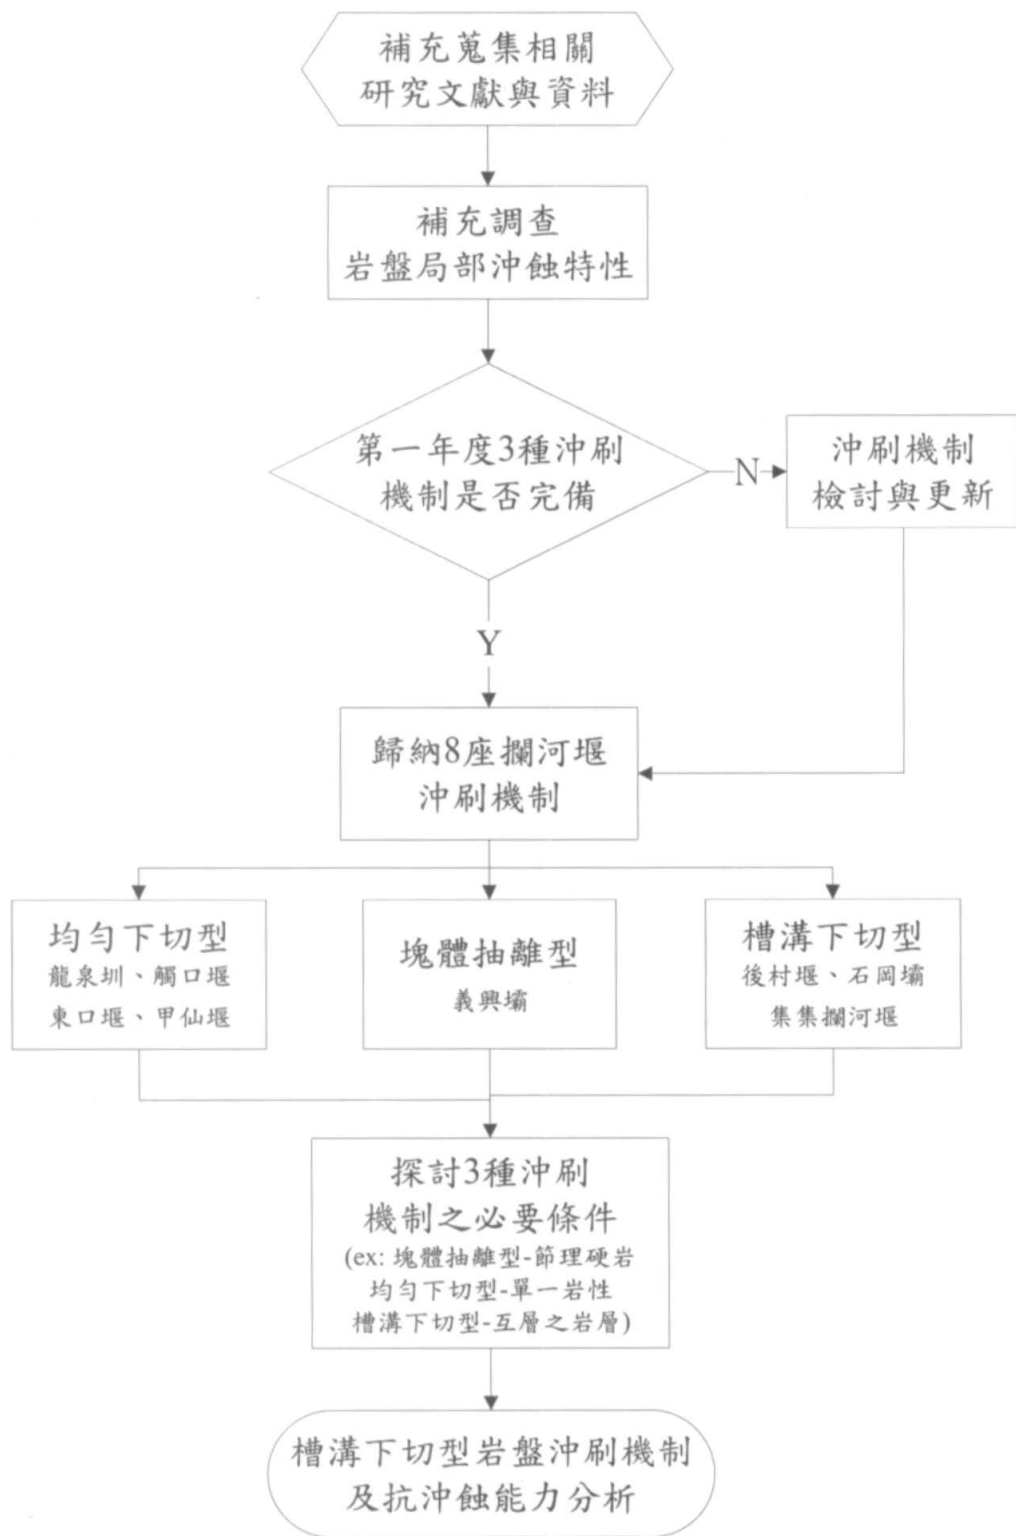 補充蒐集相關
研究文獻與資料
補充調查
岩盤局部沖蝕特性
第一年度3種沖刷
機制是否完備
N
沖刷機制
檢討與更新
Y
歸納8座攔河堰
沖刷機制
均勻下切型
龍泉圳、觸口堰
東口堰、甲仙堰
塊體抽離型
義興壩
槽溝下切型
後村堰、石岡壩
集集攔河堰
探討3種沖刷
機制之必要條件
(ex: 塊體抽離型-節理硬岩
均勻下切型-單一岩性
槽溝下切型-互層之岩層)
槽溝下切型岩盤沖刷機制
及抗沖蝕能力分析